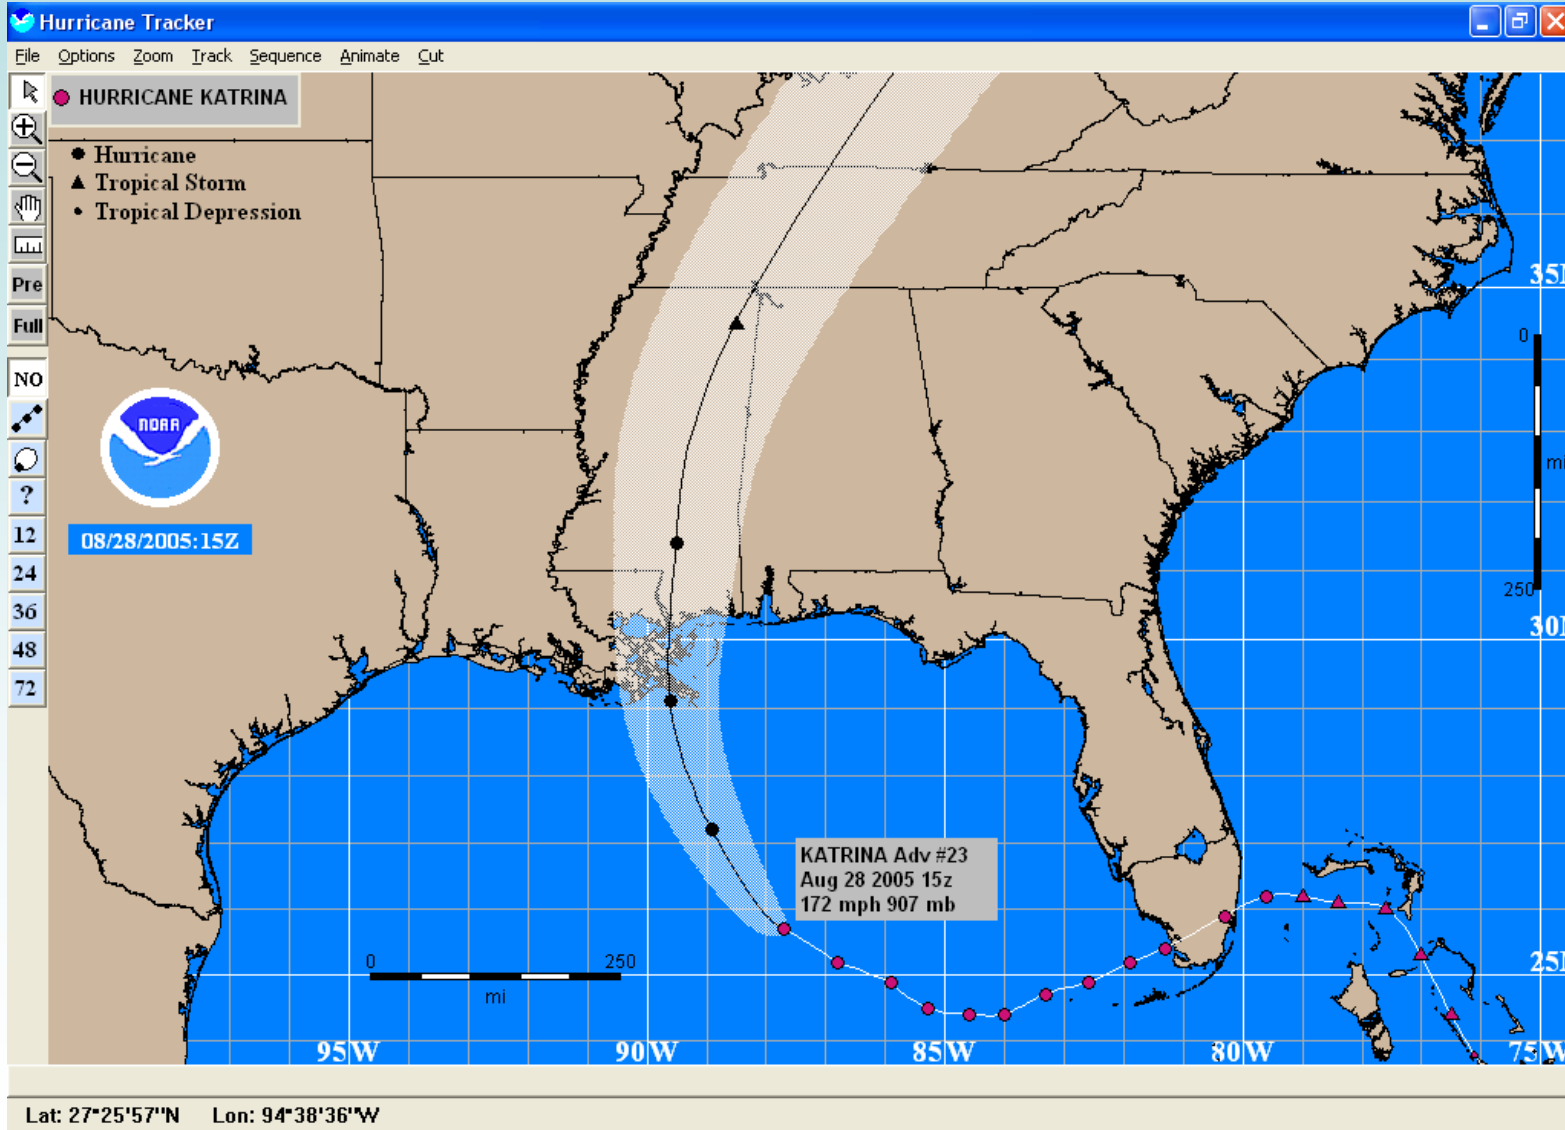 Hurricane Tracker
File Options Zoom Track Sequence Animate Cut
HURRICANE KATRINA
Hurricane
Tropical Storm
Tropical Depression
Pre
Full
NO
?
12
24
36
48
72
NOAA
08/28/2005:15Z
35N
0
mi
250
30N
KATRINA Adv #23
Aug 28 2005 15z
172 mph 907 mb
0 250
mi
25N
95W 90W 85W 80W 75W
Lat: 27°25'57"N Lon: 94°38'36"W